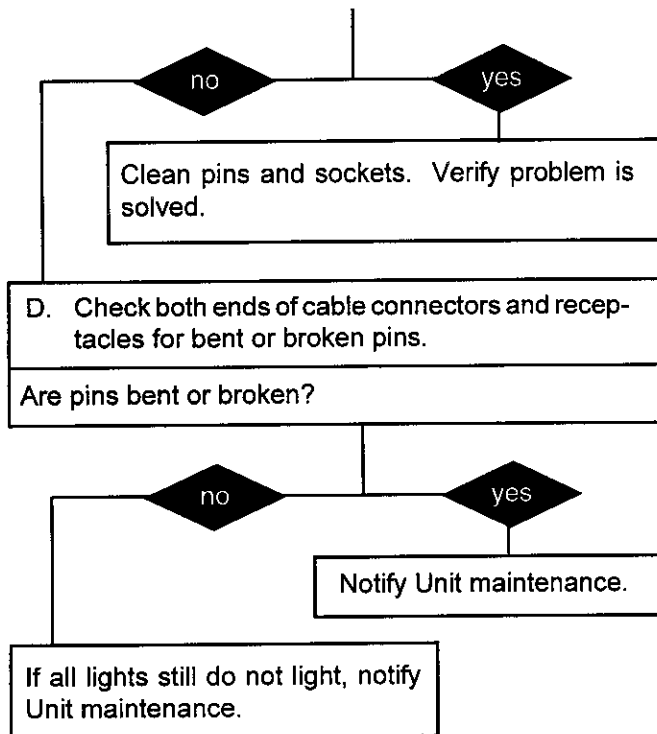 no
yes
Clean pins and sockets. Verify problem is
solved.
D. Check both ends of cable connectors and recep-
tacles for bent or broken pins.
Are pins bent or broken?
no
yes
Notify Unit maintenance.
If all lights still do not light, notify
Unit maintenance.